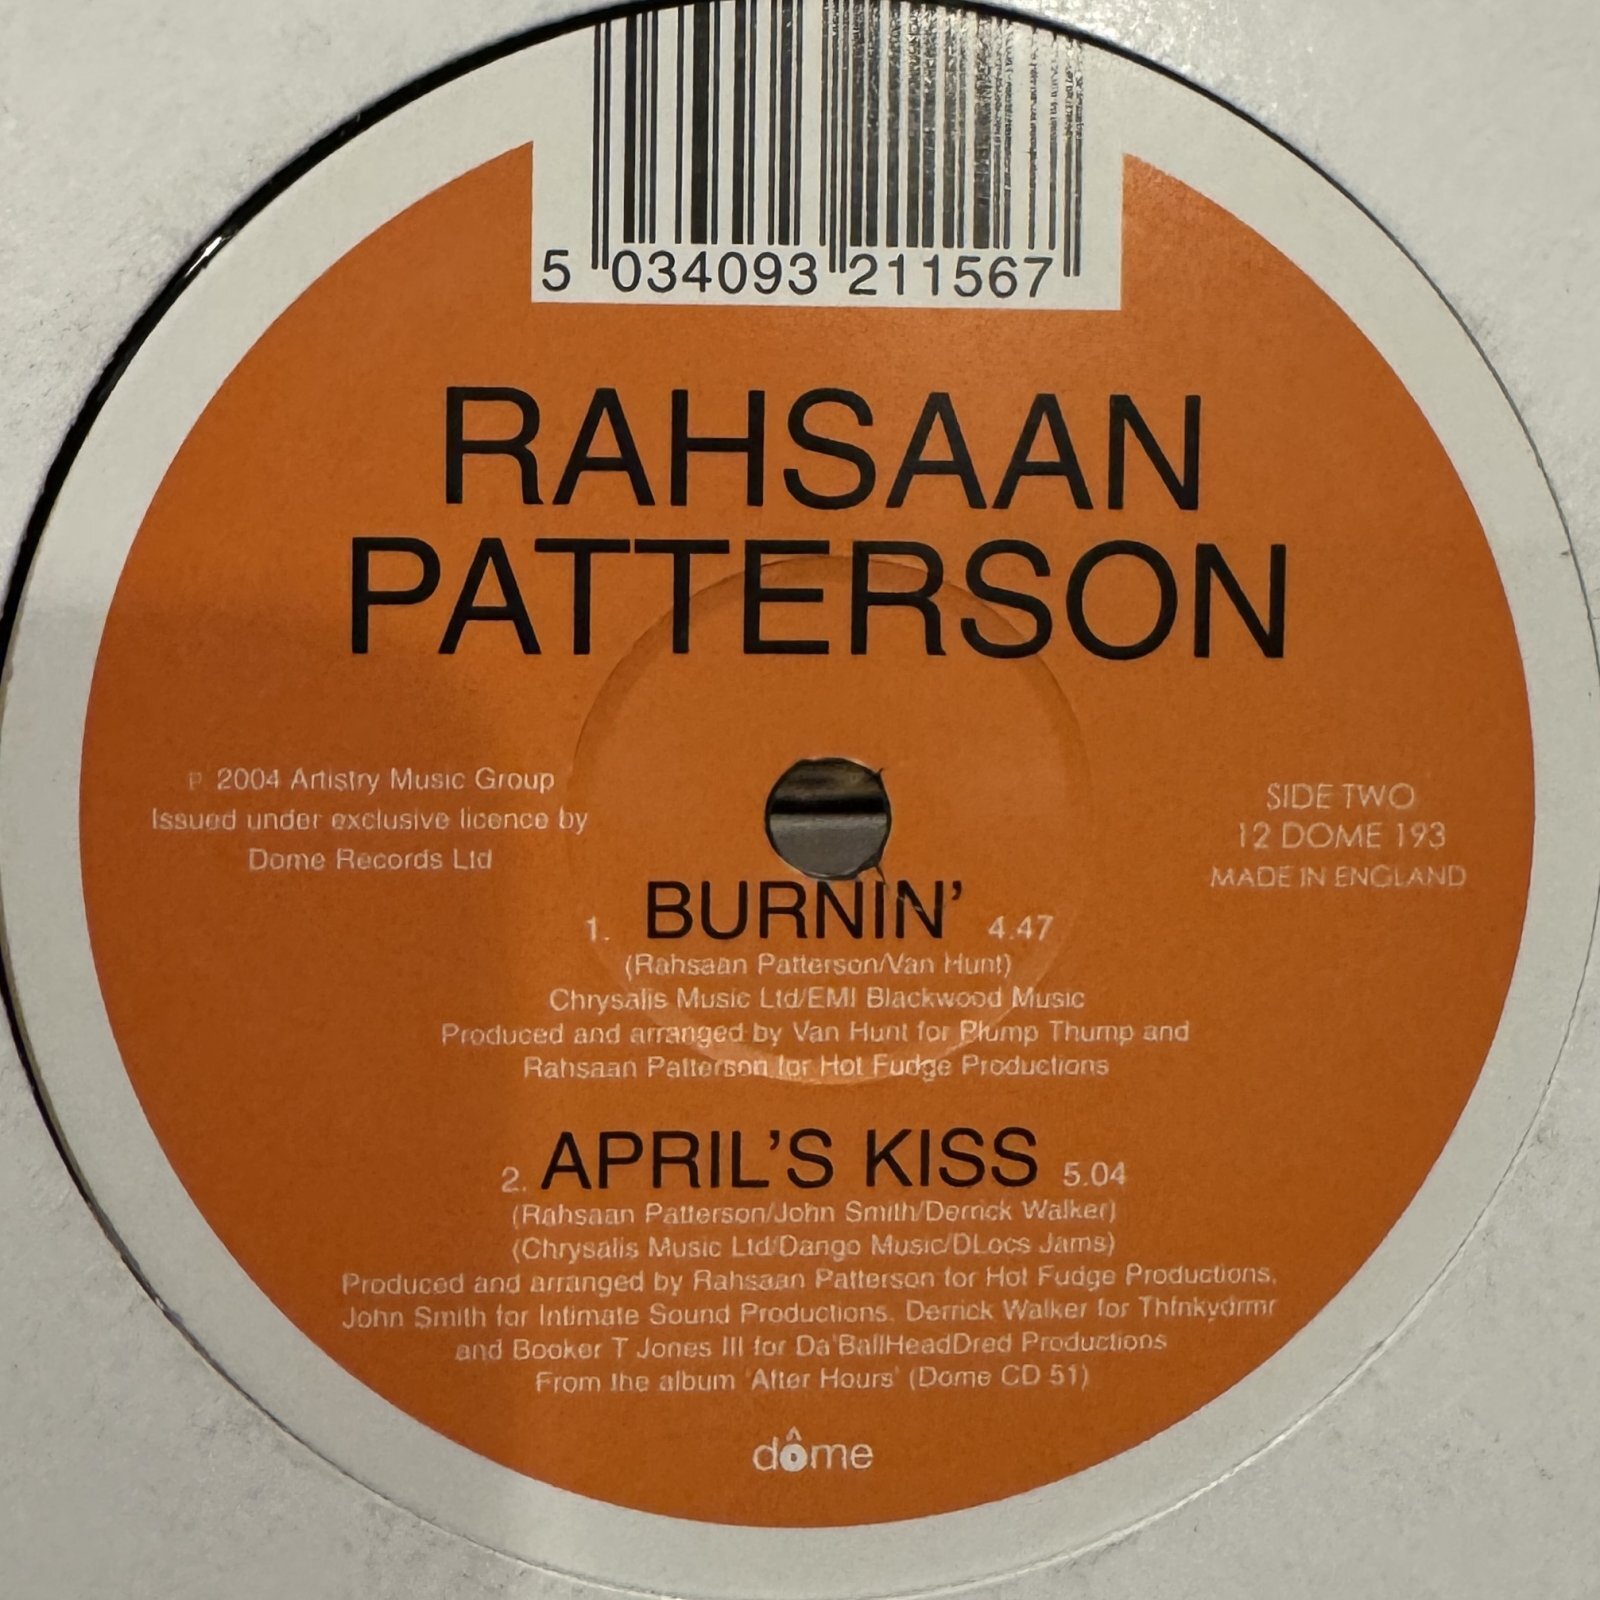 5 034093 211567
RAHSAAN
PATTERSON
℗ 2004 Artistry Music Group
Issued under exclusive licence by
Dome Records Ltd
SIDE TWO
12 DOME 193
MADE IN ENGLAND
1. BURNIN' 4.47
(Rahsaan Patterson/Van Hunt)
Chrysalis Music Ltd/EMI Blackwood Music
Produced and arranged by Van Hunt for Plump Thump and
Rahsaan Patterson for Hot Fudge Productions
2. APRIL'S KISS 5.04
(Rahsaan Patterson/John Smith/Derrick Walker)
(Chrysalis Music Ltd/Dango Music/DLocs Jams)
Produced and arranged by Rahsaan Patterson for Hot Fudge Productions,
John Smith for Intimate Sound Productions, Derrick Walker for
and Booker T Jones III for Da'BallHeadDred Productions
From the album 'After Hours' (Dome CD 51)
dôme